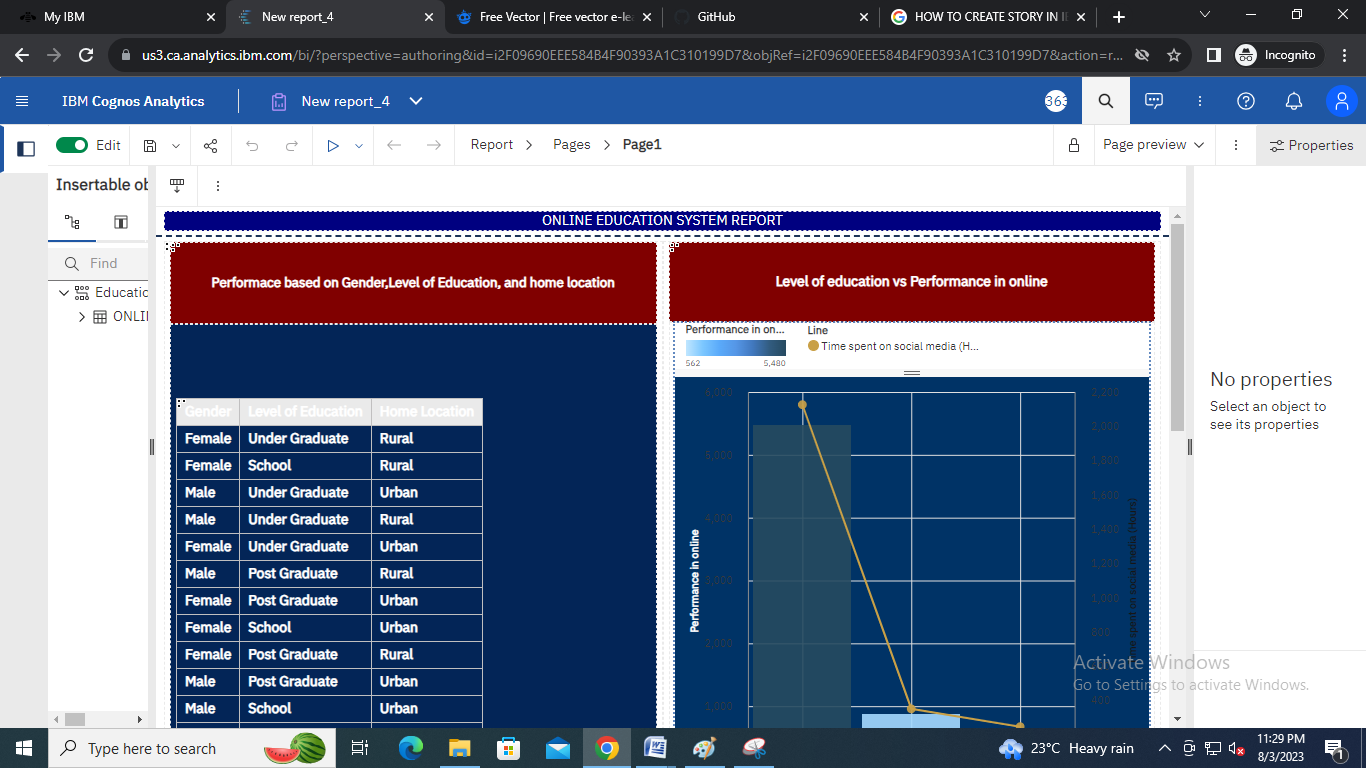 My IBM
New report_4
Free Vector | Free vector e-lea
GitHub
HOW TO CREATE STORY IN IB
us3.ca.analytics.ibm.com/bi/?perspective=authoring&id=i2F09690EEE584B4F90393A1C310199D7&objRef=i2F09690EEE584B4F90393A1C310199D7&action=r...
Incognito
IBM Cognos Analytics
New report_4
363
Edit
Report
Pages
Page1
Page preview
Properties
Insertable ob
Find
Educatic
ONLI
ONLINE EDUCATION SYSTEM REPORT
Performace based on Gender,Level of Education, and home location
Gender Level of Education Home Location
Female Under Graduate Rural
Female School Rural
Male Under Graduate Urban
Male Under Graduate Rural
Female Under Graduate Urban
Male Post Graduate Rural
Female Post Graduate Urban
Female School Urban
Female Post Graduate Rural
Male Post Graduate Urban
Male School Urban
Level of education vs Performance in online
Performance in on...
562 5,480
Line
Time spent on social media (H...
Performance in online
6,000
5,000
4,000
3,000
2,000
1,000
2,200
2,000
1,800
1,600
1,400
1,200
1,000
800
400
me spent on social media (Hours)
No properties
Select an object to
see its properties
Activate Windows
Go to Settings to activate Windows.
Type here to search
23°C Heavy rain
11:29 PM
8/3/2023
1